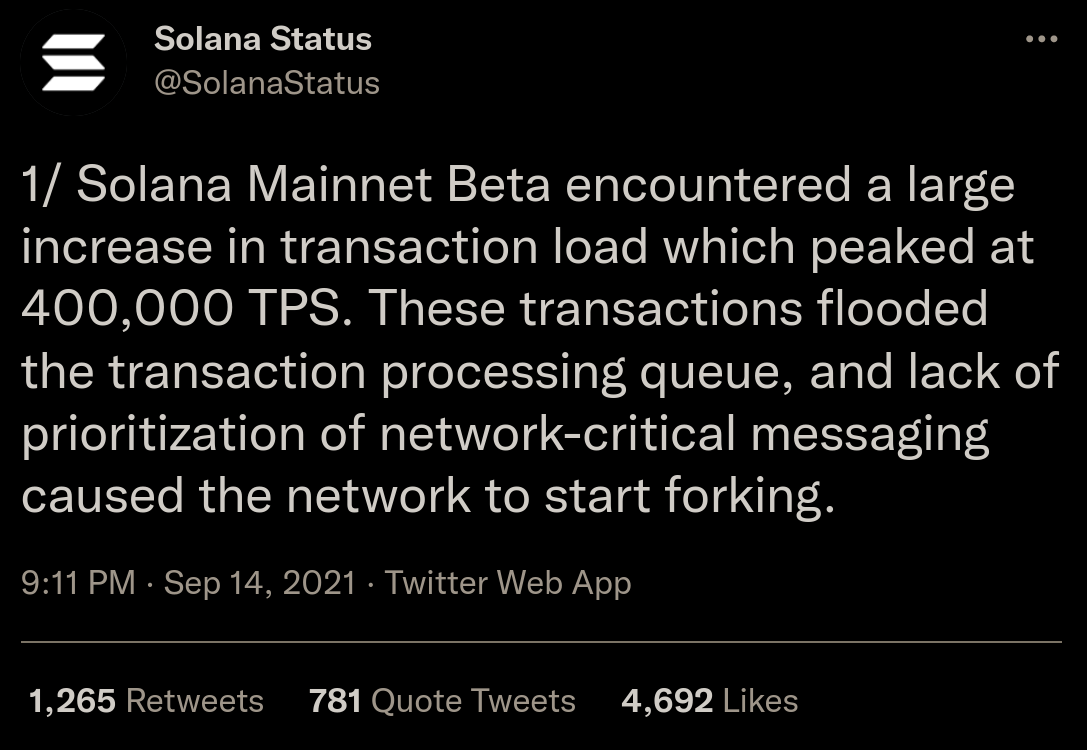 Solana Status
@SolanaStatus
1/ Solana Mainnet Beta encountered a large
increase in transaction load which peaked at
400,000 TPS. These transactions flooded
the transaction processing queue, and lack of
prioritization of network-critical messaging
caused the network to start forking.
9:11 PM · Sep 14, 2021 · Twitter Web App
1,265 Retweets 781 Quote Tweets 4,692 Likes